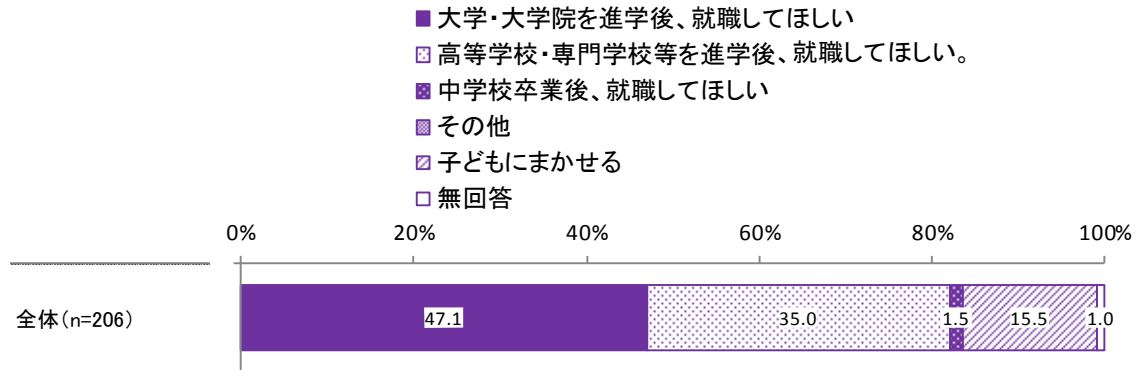 ■大学・大学院を進学後、就職してほしい
高等学校・専門学校等を進学後、就職してほしい。
中学校卒業後、就職してほしい
その他
子どもにまかせる
無回答
0% 20% 40% 60% 80% 100%
全体(n=206) 47.1 35.0 1.5 15.5 1.0